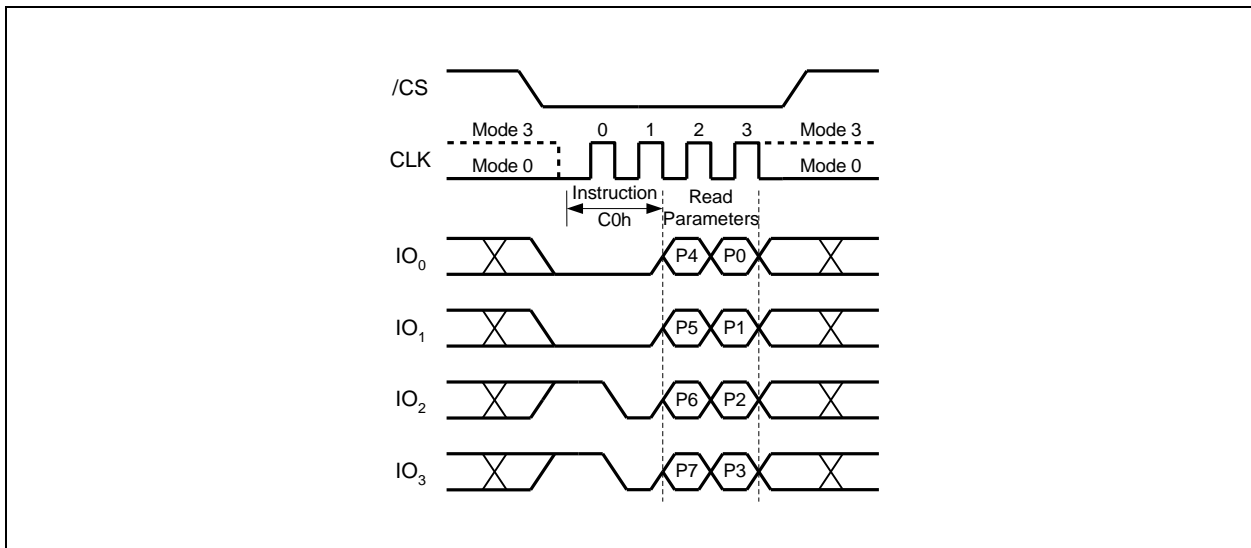 /CS
Mode 3 0 1 2 3 Mode 3
CLK
Mode 0 Mode 0
Instruction Read
C0h Parameters
IO0 P4 P0
IO1 P5 P1
IO2 P6 P2
IO3 P7 P3